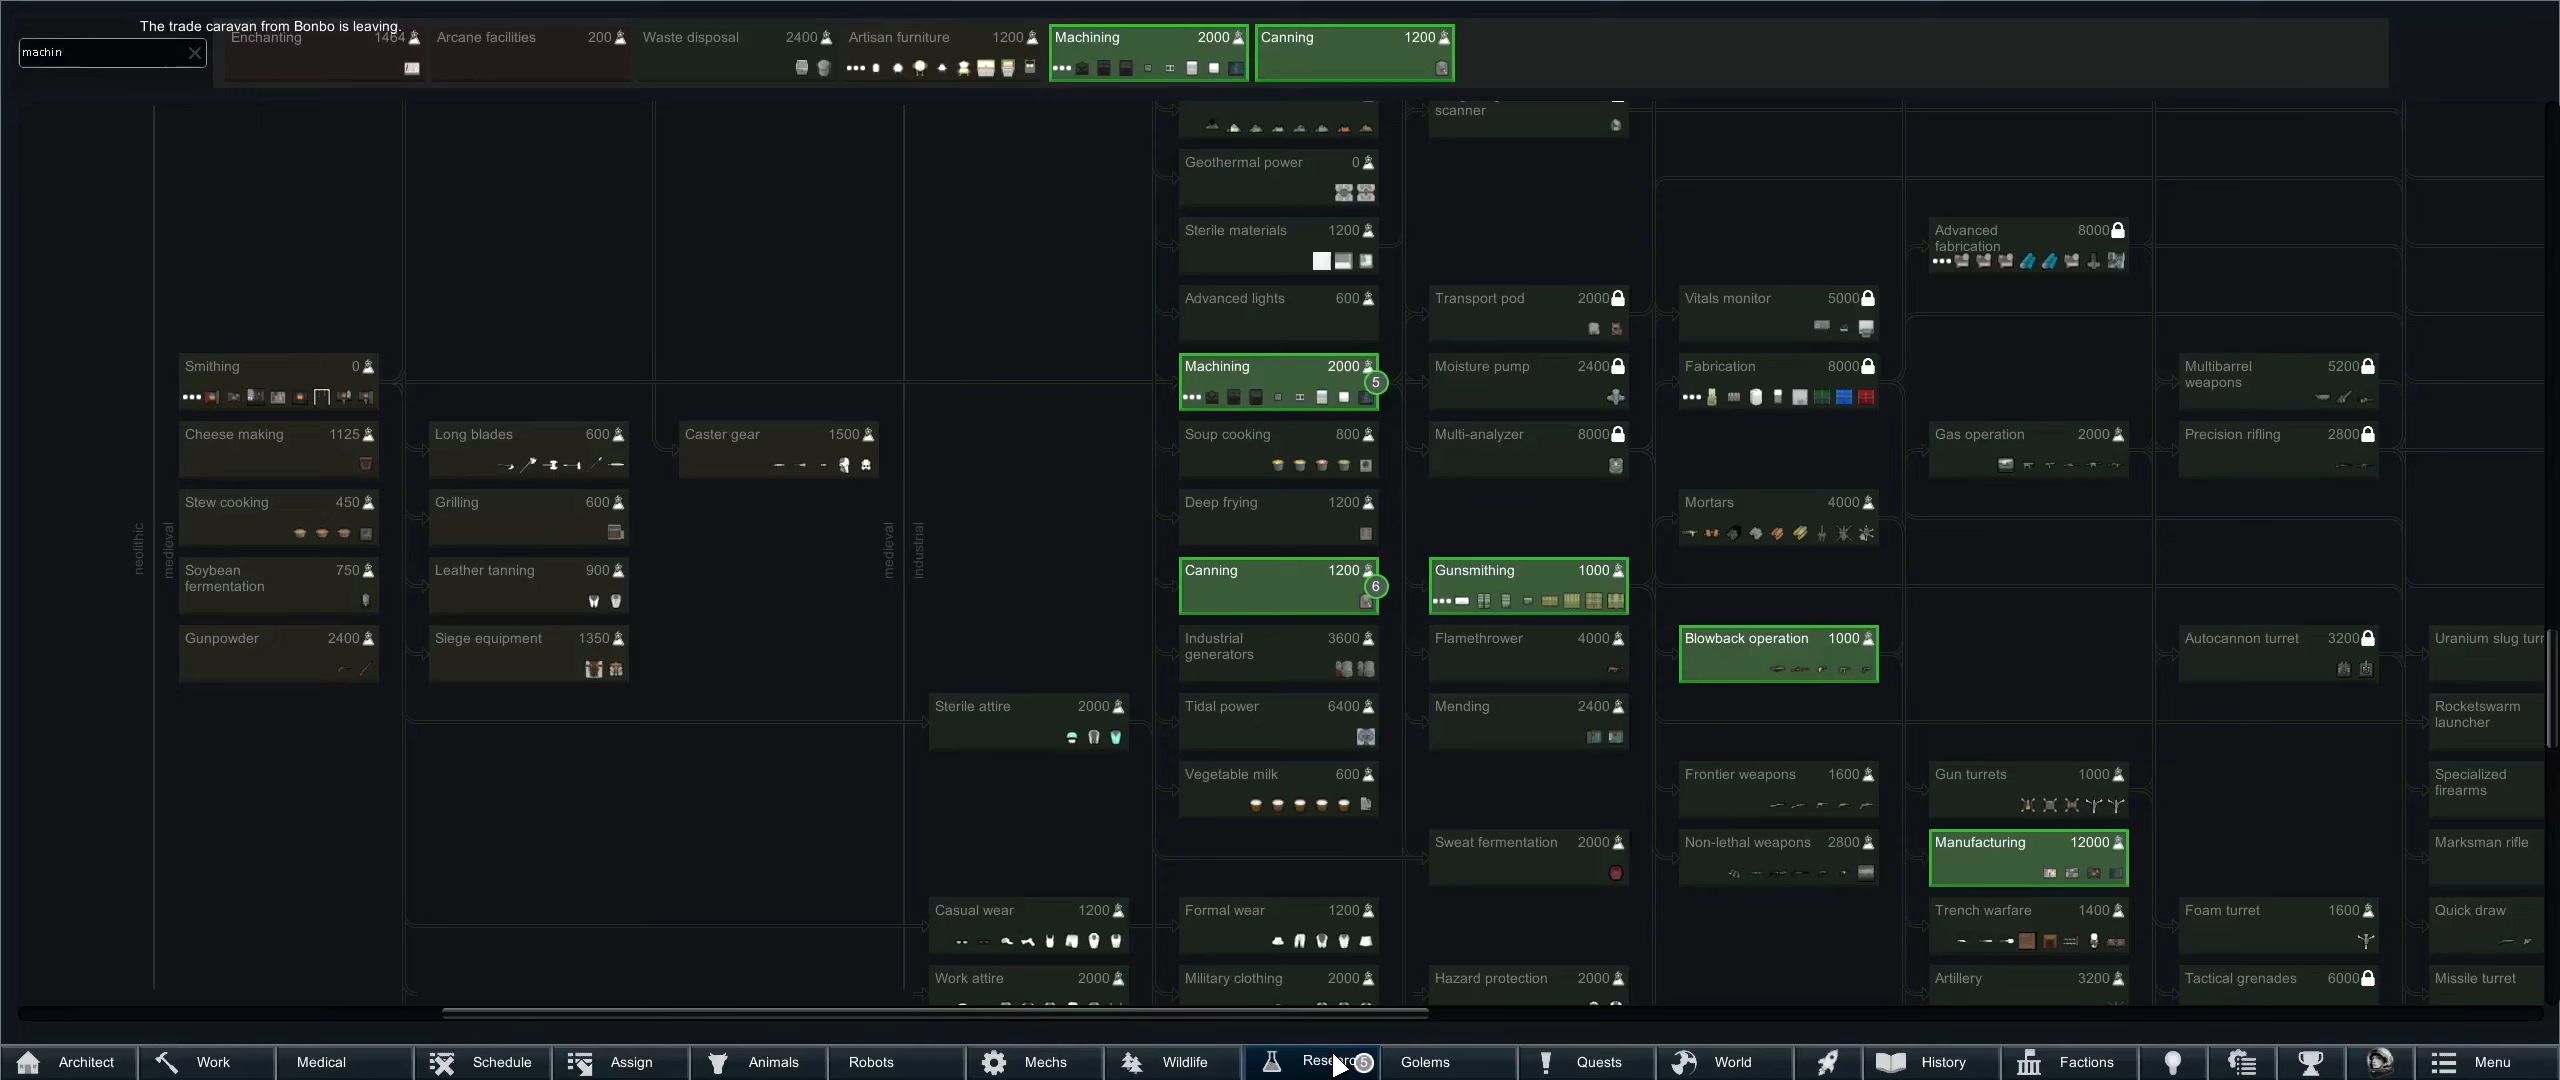 The trade caravan from Bonbo is leaving.
machin
Enchanting 1464
Arcane facilities 200
Waste disposal 2400
Artisan furniture 1200
Machining 2000
Canning 1200
scanner
Geothermal power 0
Sterile materials 1200
Advanced fabrication 8000
Advanced lights 600
Transport pod 2000
Vitals monitor 5000
Smithing 0
Machining 2000
5
Moisture pump 2400
Fabrication 8000
Multibarrel weapons 5200
Cheese making 1125
Long blades 600
Caster gear 1500
Soup cooking 800
Multi-analyzer 8000
Gas operation 2000
Precision rifling 2800
Stew cooking 450
Grilling 600
Deep frying 1200
Mortars 4000
neolithic
medieval
medieval
industrial
Soybean fermentation 750
Leather tanning 900
Canning 1200
6
Gunsmithing 1000
Gunpowder 2400
Siege equipment 1350
Industrial generators 3600
Flamethrower 4000
Blowback operation 1000
Autocannon turret 3200
Uranium slug turr
Sterile attire 2000
Tidal power 6400
Mending 2400
Rocketswarm launcher
Vegetable milk 600
Frontier weapons 1600
Gun turrets 1000
Specialized firearms
Sweat fermentation 2000
Non-lethal weapons 2800
Manufacturing 12000
Marksman rifle
Casual wear 1200
Formal wear 1200
Trench warfare 1400
Foam turret 1600
Quick draw
Work attire 2000
Military clothing 2000
Hazard protection 2000
Artillery 3200
Tactical grenades 6000
Missile turret
Architect
Work
Medical
Schedule
Assign
Animals
Robots
Mechs
Wildlife
5
Golems
Quests
World
History
Factions
Menu